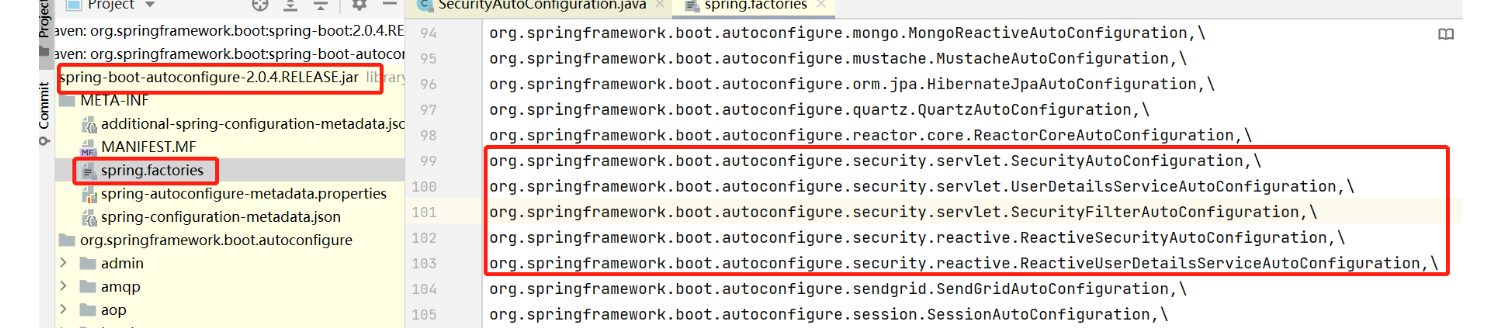 Project
SecurityAutoConfiguration.java
spring.factories
Project
Commit
aven: org.springframework.boot:spring-boot:2.0.4.RE
aven: org.springframework.boot:spring-boot-autocor
spring-boot-autoconfigure-2.0.4.RELEASE.jar library
META-INF
additional-spring-configuration-metadata.jsc
MF MANIFEST.MF
spring.factories
spring-autoconfigure-metadata.properties
spring-configuration-metadata.json
org.springframework.boot.autoconfigure
admin
amqp
aop
94 org.springframework.boot.autoconfigure.mongo.MongoReactiveAutoConfiguration,\
95 org.springframework.boot.autoconfigure.mustache.MustacheAutoConfiguration,\
96 org.springframework.boot.autoconfigure.orm.jpa.HibernateJpaAutoConfiguration,\
97 org.springframework.boot.autoconfigure.quartz.QuartzAutoConfiguration,\
98 org.springframework.boot.autoconfigure.reactor.core.ReactorCoreAutoConfiguration,\
99 org.springframework.boot.autoconfigure.security.servlet.SecurityAutoConfiguration,\
100 org.springframework.boot.autoconfigure.security.servlet.UserDetailsServiceAutoConfiguration,\
101 org.springframework.boot.autoconfigure.security.servlet.SecurityFilterAutoConfiguration,\
102 org.springframework.boot.autoconfigure.security.reactive.ReactiveSecurityAutoConfiguration,\
103 org.springframework.boot.autoconfigure.security.reactive.ReactiveUserDetailsServiceAutoConfiguration,\
104 org.springframework.boot.autoconfigure.sendgrid.SendGridAutoConfiguration,\
105 org.springframework.boot.autoconfigure.session.SessionAutoConfiguration,\